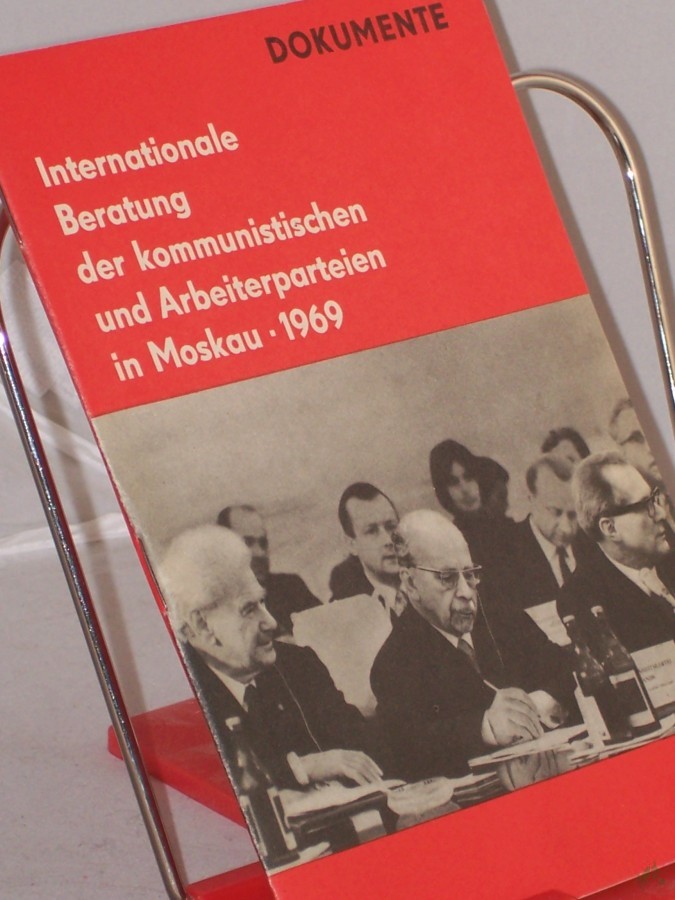 DOKUMENTE
Internationale
Beratung
der kommunistischen
und Arbeiterparteien
in Moskau · 1969